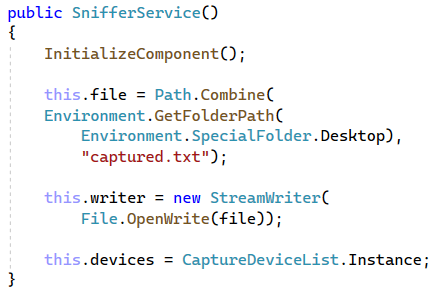 public SnifferService()
{
    InitializeComponent();

    this.file = Path.Combine(
    Environment.GetFolderPath(
        Environment.SpecialFolder.Desktop),
        "captured.txt");

    this.writer = new StreamWriter(
        File.OpenWrite(file));

    this.devices = CaptureDeviceList.Instance;
}